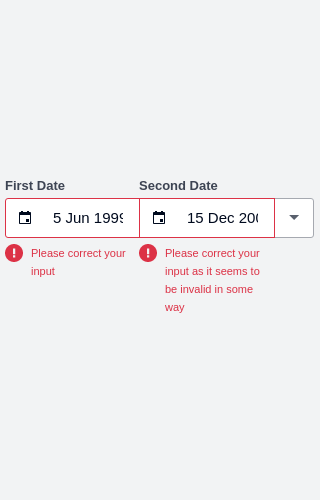 First Date
Second Date
5 Jun 1999
15 Dec 200
Please correct your
input
Please correct your
input as it seems to
be invalid in some
way